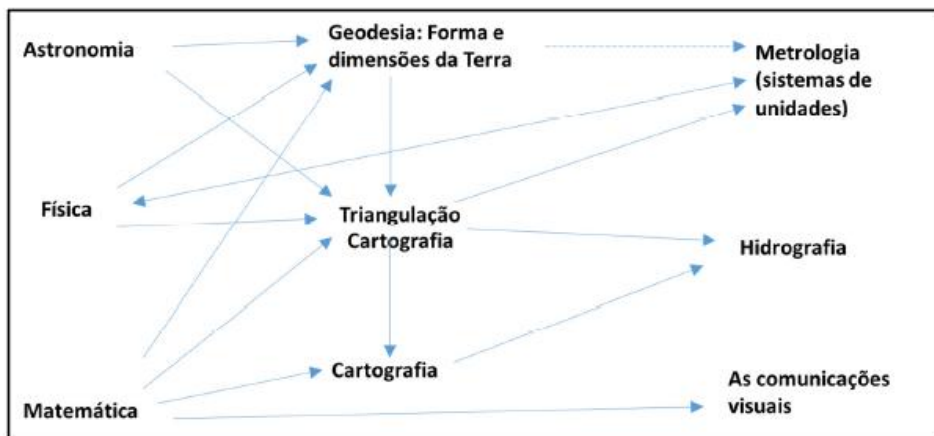 Astronomia
Geodesia: Forma e
dimensões da Terra
Metrologia
(sistemas de
unidades)
Física
Triangulação
Cartografia
Hidrografia
Cartografia
Matemática
As comunicações
visuais